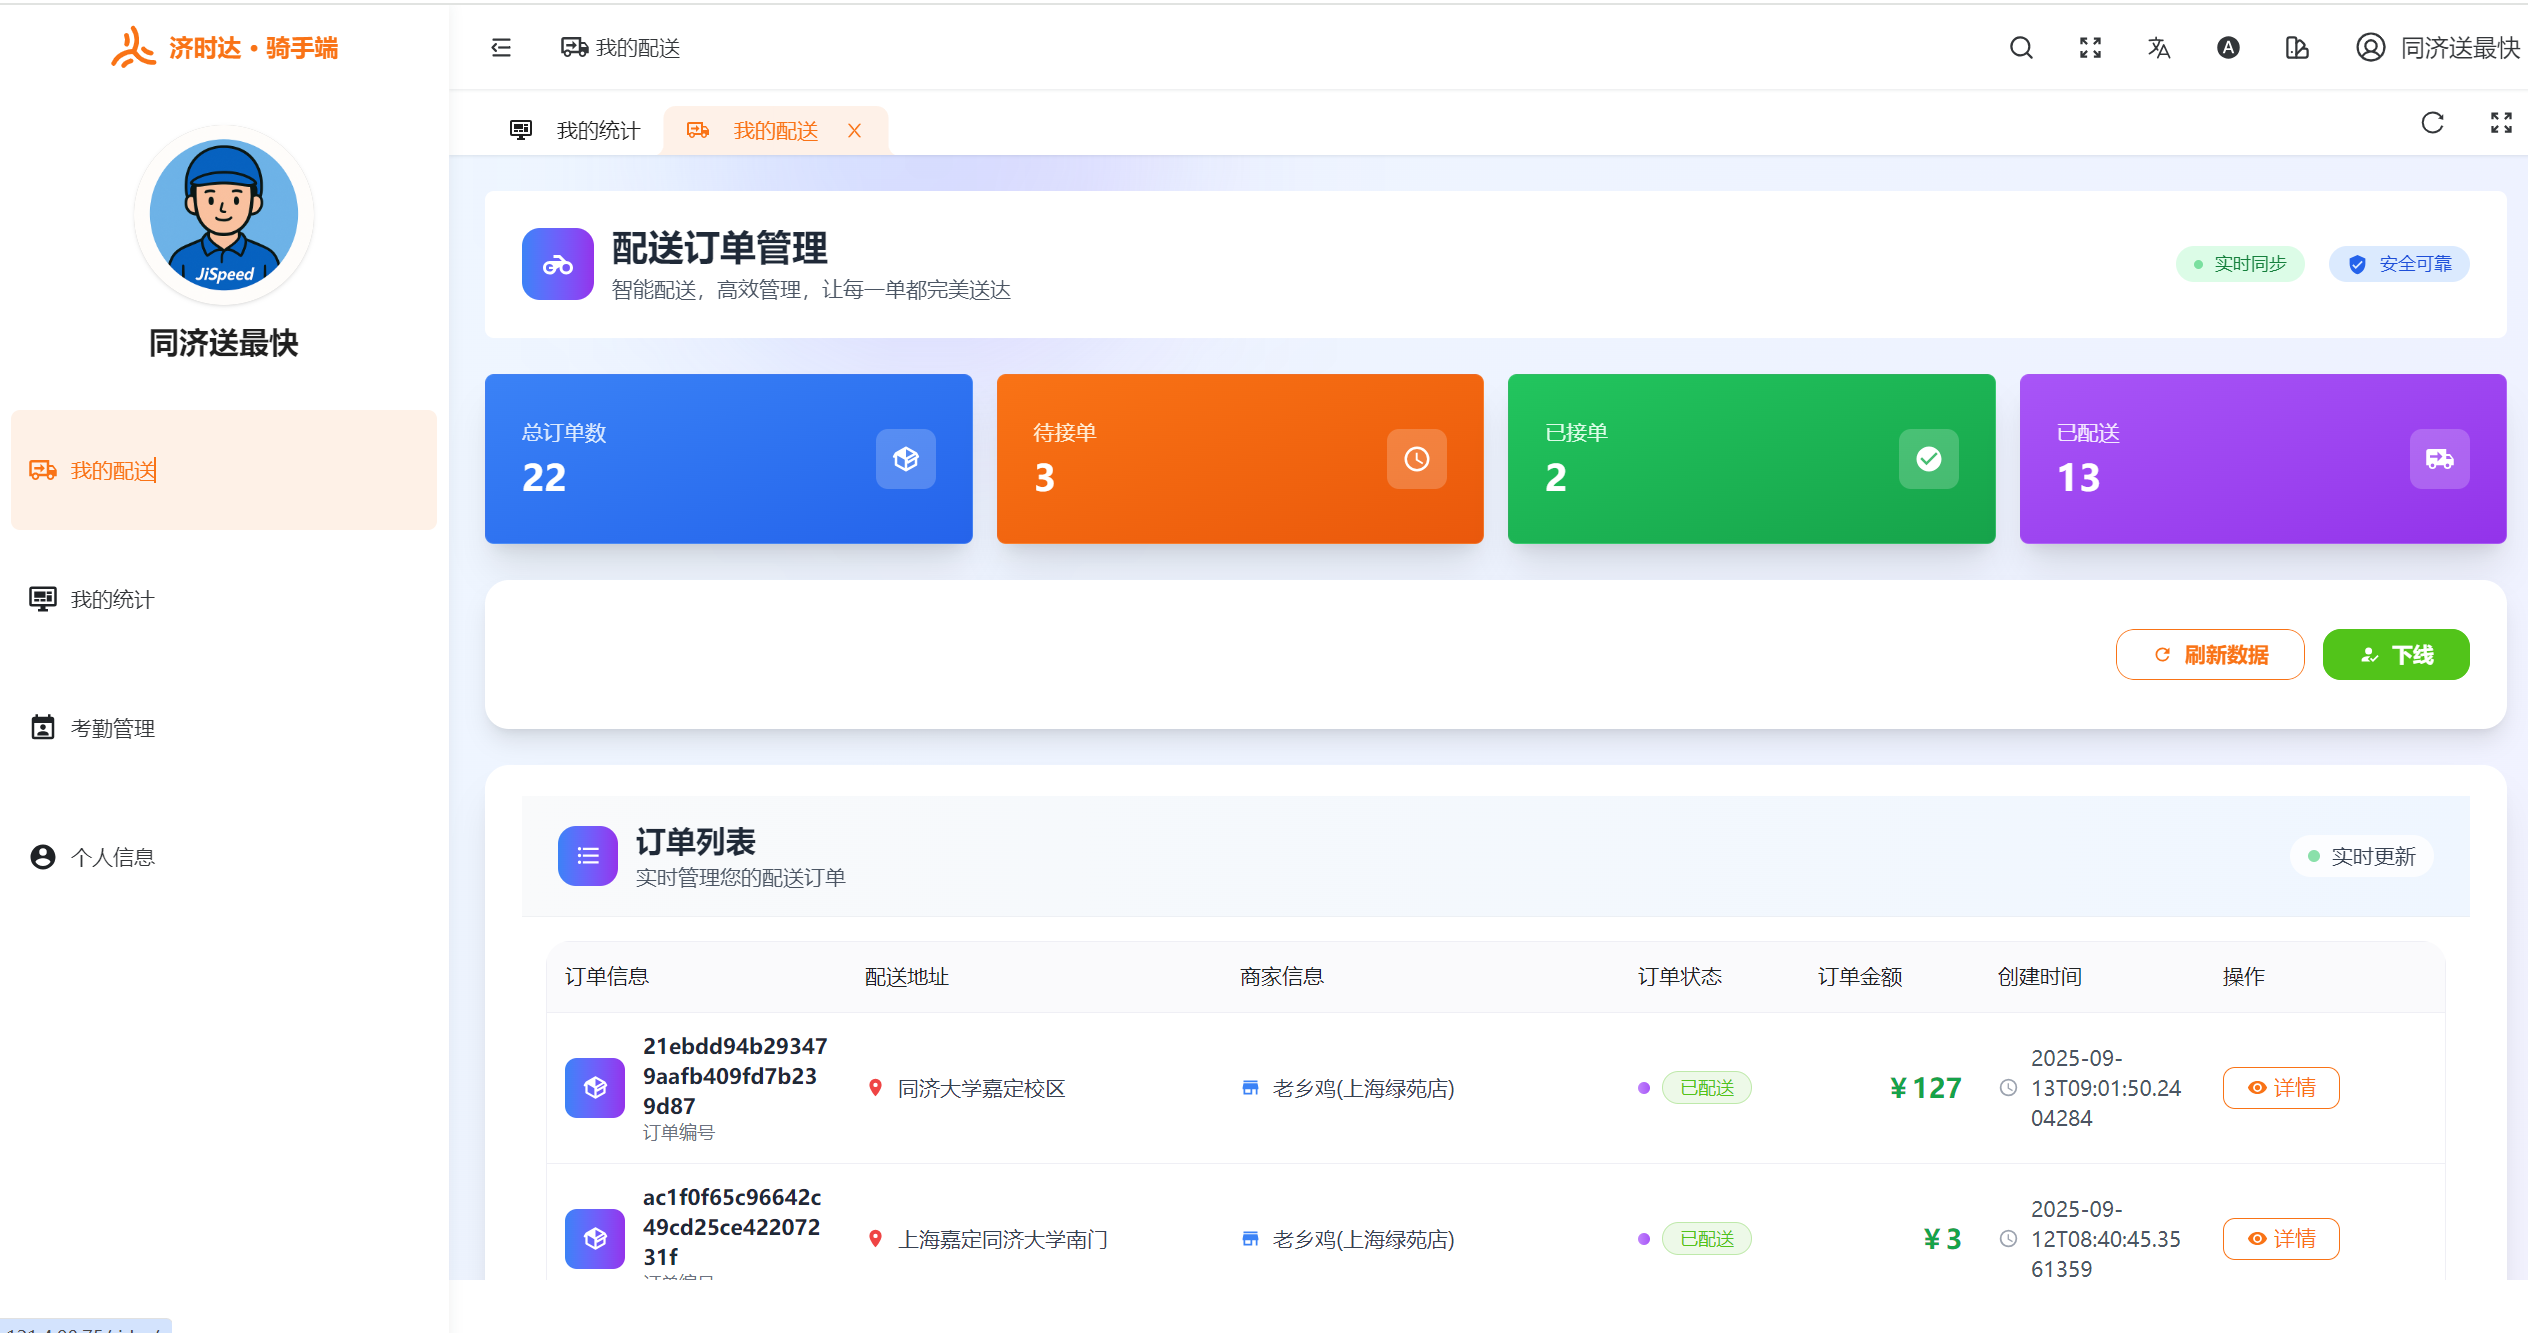 济时达・骑手端
我的配送
同济送最快
JiSpeed
同济送最快
我的配送
我的统计
考勤管理
个人信息
我的统计
我的配送
配送订单管理
智能配送，高效管理，让每一单都完美送达
实时同步
安全可靠
总订单数
22
待接单
3
已接单
2
已配送
13
刷新数据
下线
订单列表
实时管理您的配送订单
实时更新
订单信息 配送地址 商家信息 订单状态 订单金额 创建时间 操作
21ebdd94b29347
9aafb409fd7b23
9d87
订单编号
同济大学嘉定校区
老乡鸡(上海绿苑店)
已配送
¥127
2025-09-
13T09:01:50.24
04284
详情
ac1f0f65c96642c
49cd25ce422072
31f
上海嘉定同济大学南门
老乡鸡(上海绿苑店)
已配送
¥3
2025-09-
12T08:40:45.35
61359
详情